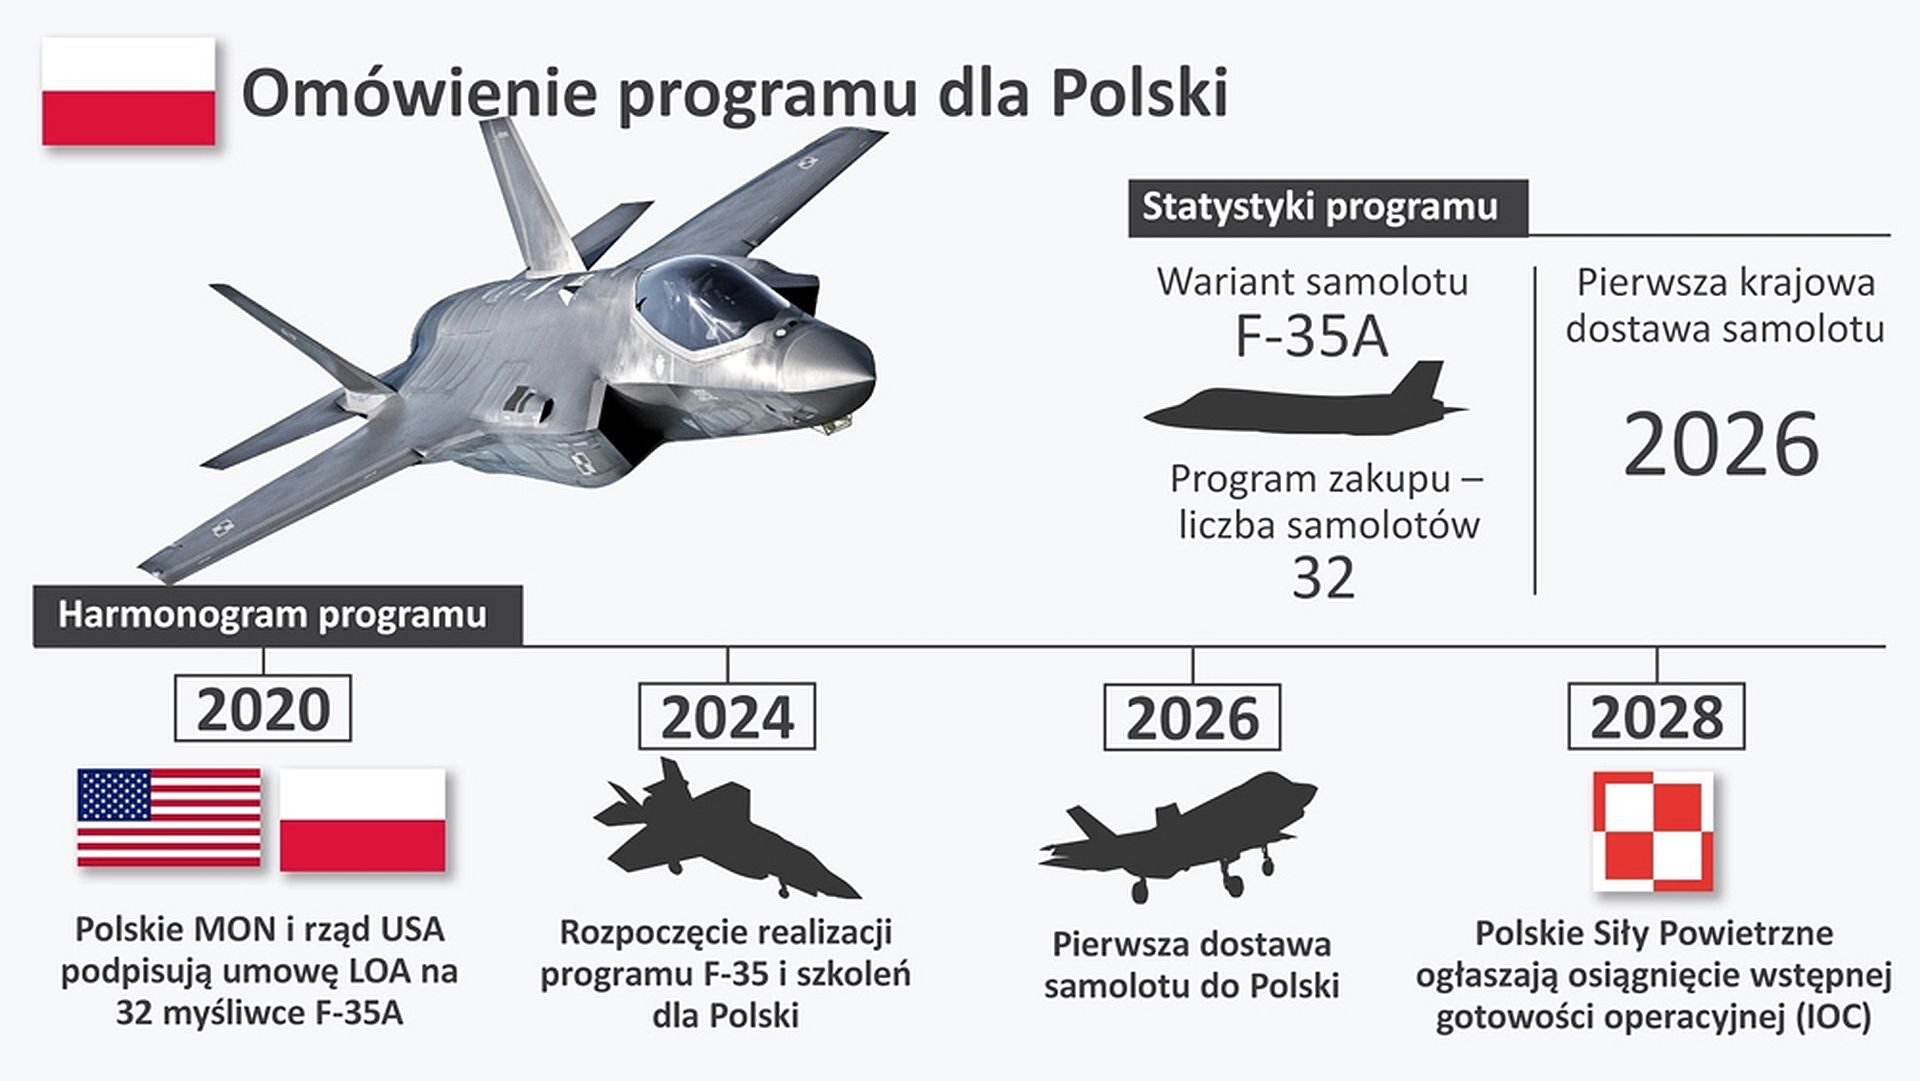 Omówienie programu dla Polski
Statystyki programu
Wariant samolotu
F-35A
Program zakupu –
liczba samolotów
32
Pierwsza krajowa
dostawa samolotu
2026
Harmonogram programu
2020
Polskie MON i rząd USA
podpisują umowę LOA na
32 myśliwce F-35A
2024
Rozpoczęcie realizacji
programu F-35 i szkoleń
dla Polski
2026
Pierwsza dostawa
samolotu do Polski
2028
Polskie Siły Powietrzne
ogłaszają osiągnięcie wstępnej
gotowości operacyjnej (IOC)